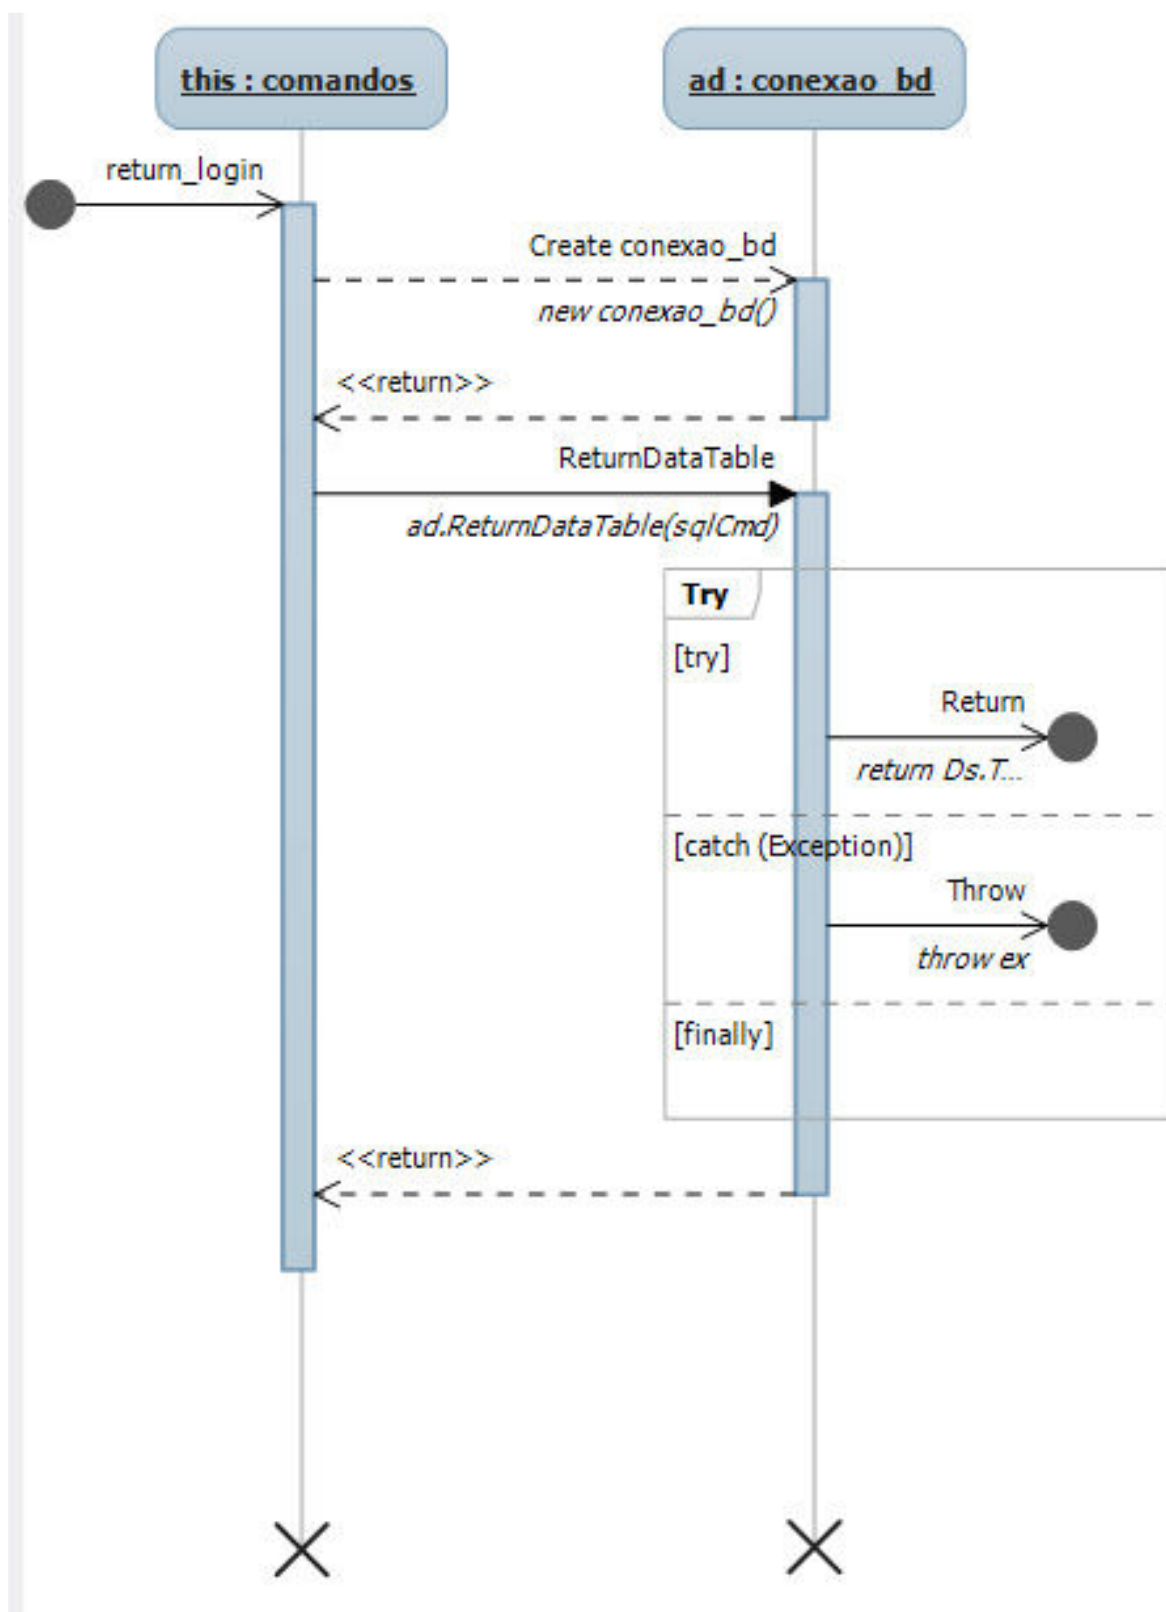 this : comandos
ad : conexao_bd
return_login
Create conexao_bd
new conexao_bd()
<<return>>
ReturnDataTable
ad.ReturnDataTable(sqlCmd)
Try
[try]
Return
return Ds.T...
[catch (Exception)]
Throw
throw ex
[finally]
<<return>>